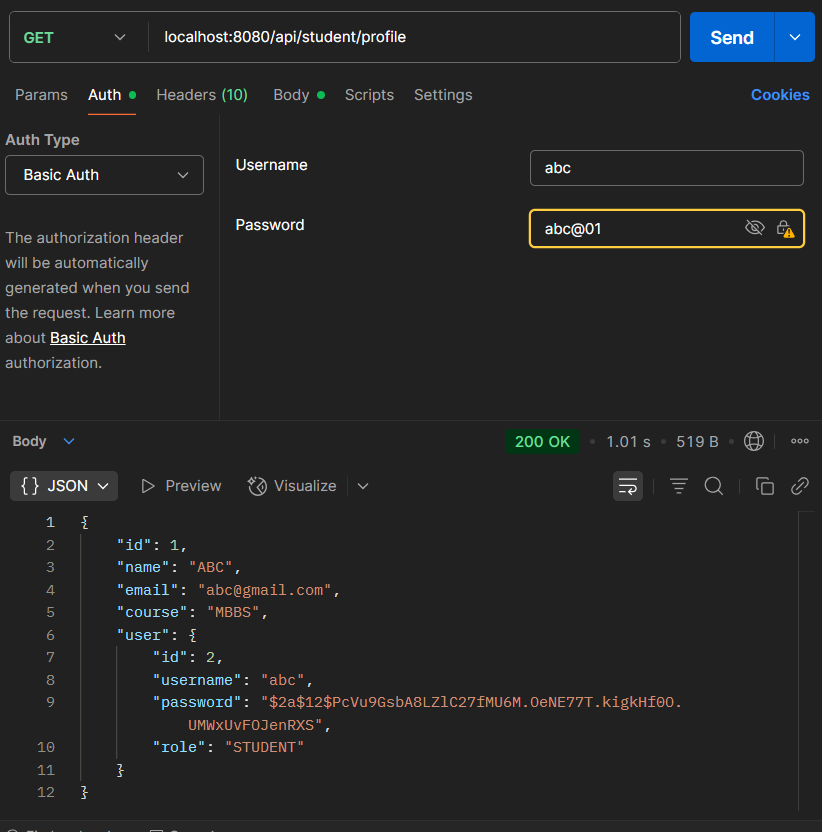 GET localhost:8080/api/student/profile Send
Params Auth Headers (10) Body Scripts Settings Cookies
Auth Type
Basic Auth
The authorization header
will be automatically
generated when you send
the request. Learn more
about Basic Auth
authorization.
Username abc
Password abc@01
Body 200 OK 1.01 s 519 B
{} JSON Preview Visualize
1 {
2 "id": 1,
3 "name": "ABC",
4 "email": "abc@gmail.com",
5 "course": "MBBS",
6 "user": {
7 "id": 2,
8 "username": "abc",
9 "password": "$2a$12$PcVu9GsbA8LZlC27fMU6M.OeNE77T.kigkHf0O.
UMWxUvFOJenRXS",
10 "role": "STUDENT"
11 }
12 }